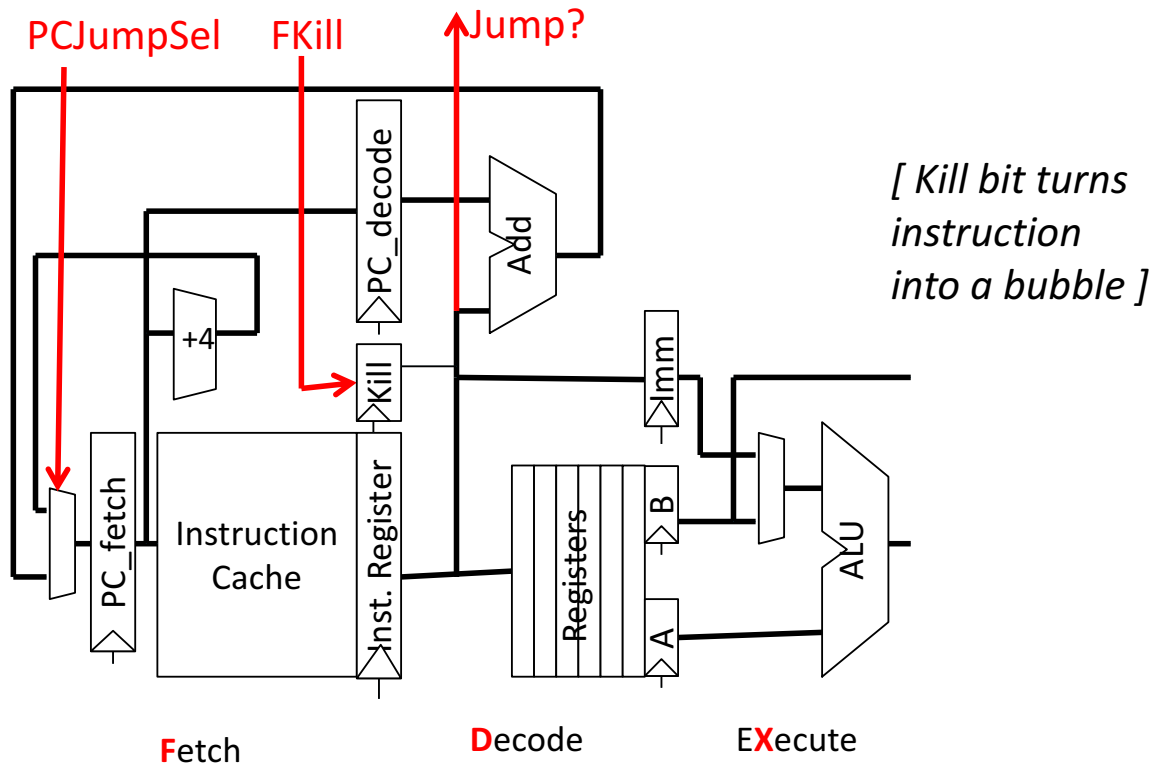 PCJumpSel
FKill
Jump?
PC_decode
Add
[ Kill bit turns
instruction
into a bubble ]
+4
Kill
Imm
PC_fetch
Instruction
Cache
Inst. Register
Registers
B
A
ALU
Fetch
Decode
EXecute